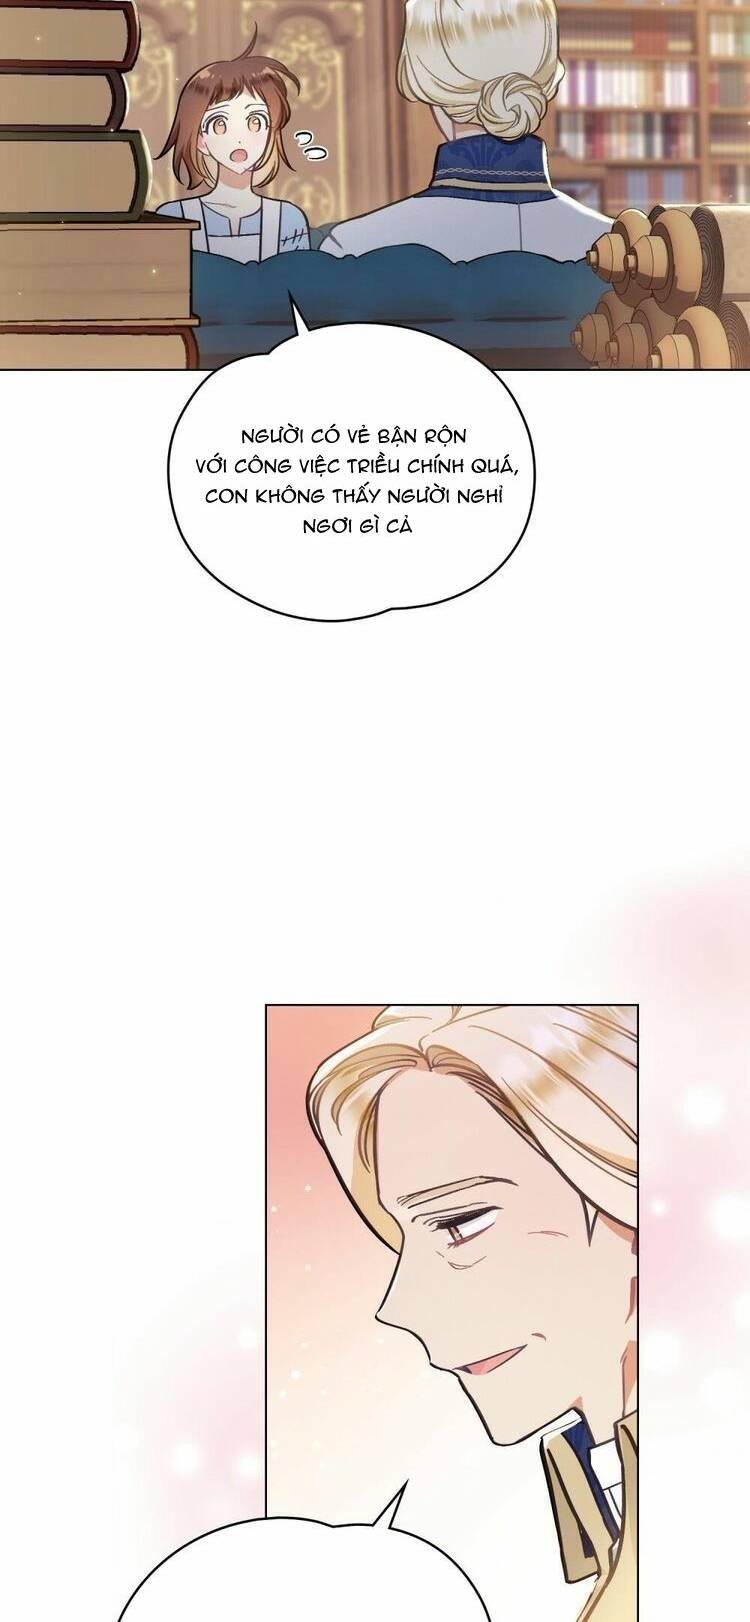 NGƯỜI CÓ VẺ BẬN RỘN
VỚI CÔNG VIỆC TRIỀU CHÍNH QUÁ,
CON KHÔNG THẤY NGƯỜI NGHỈ
NGƠI GÌ CẢ